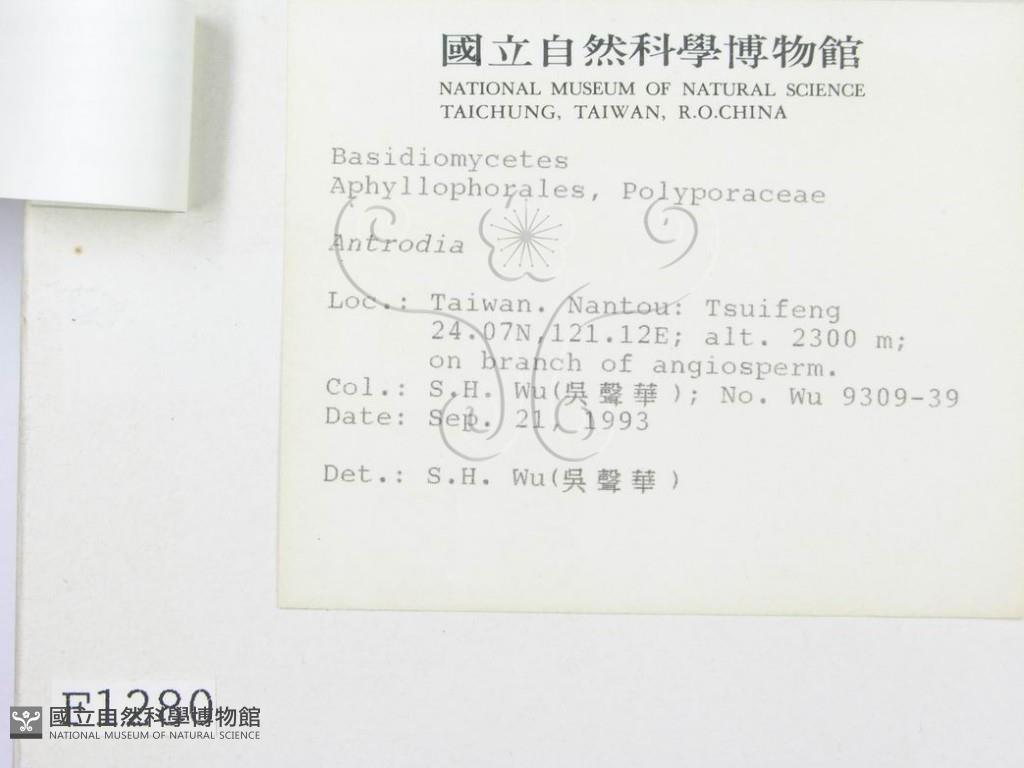 國立自然科學博物館
NATIONAL MUSEUM OF NATURAL SCIENCE
TAICHUNG, TAIWAN, R.O.CHINA
Basidiomycetes
Aphyllophorales, Polyporaceae
Antrodia
Loc.: Taiwan. Nantou: Tsuifeng
24.07N,121.12E; alt. 2300 m;
on branch of angiosperm.
Col.: S.H. Wu(吳聲華); No. Wu 9309-39
Date: Sep. 21, 1993
Det.: S.H. Wu(吳聲華)
F1280
國立自然科學博物館
NATIONAL MUSEUM OF NATURAL SCIENCE